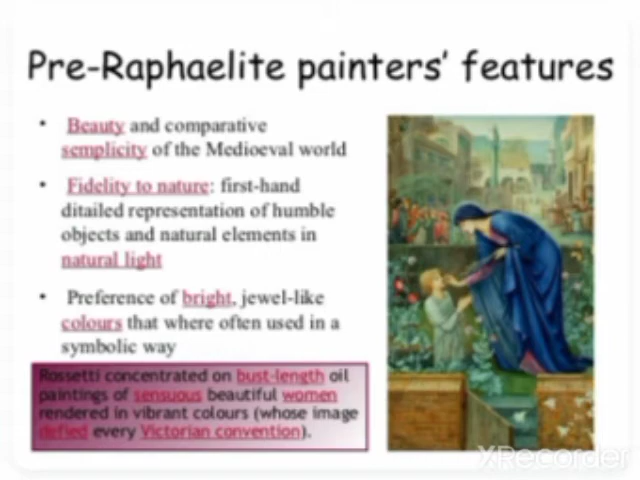 Pre-Raphaelite painters' features
• Beauty and comparative
semplicity of the Medioeval world
• Fidelity to nature: first-hand
ditailed representation of humble
objects and natural elements in
natural light
• Preference of bright, jewel-like
colours that where often used in a
symbolic way
Rossetti concentrated on bust-length oil
paintings of sensuous beautiful women
rendered in vibrant colours (whose image
defied every Victorian convention).
XRecorder